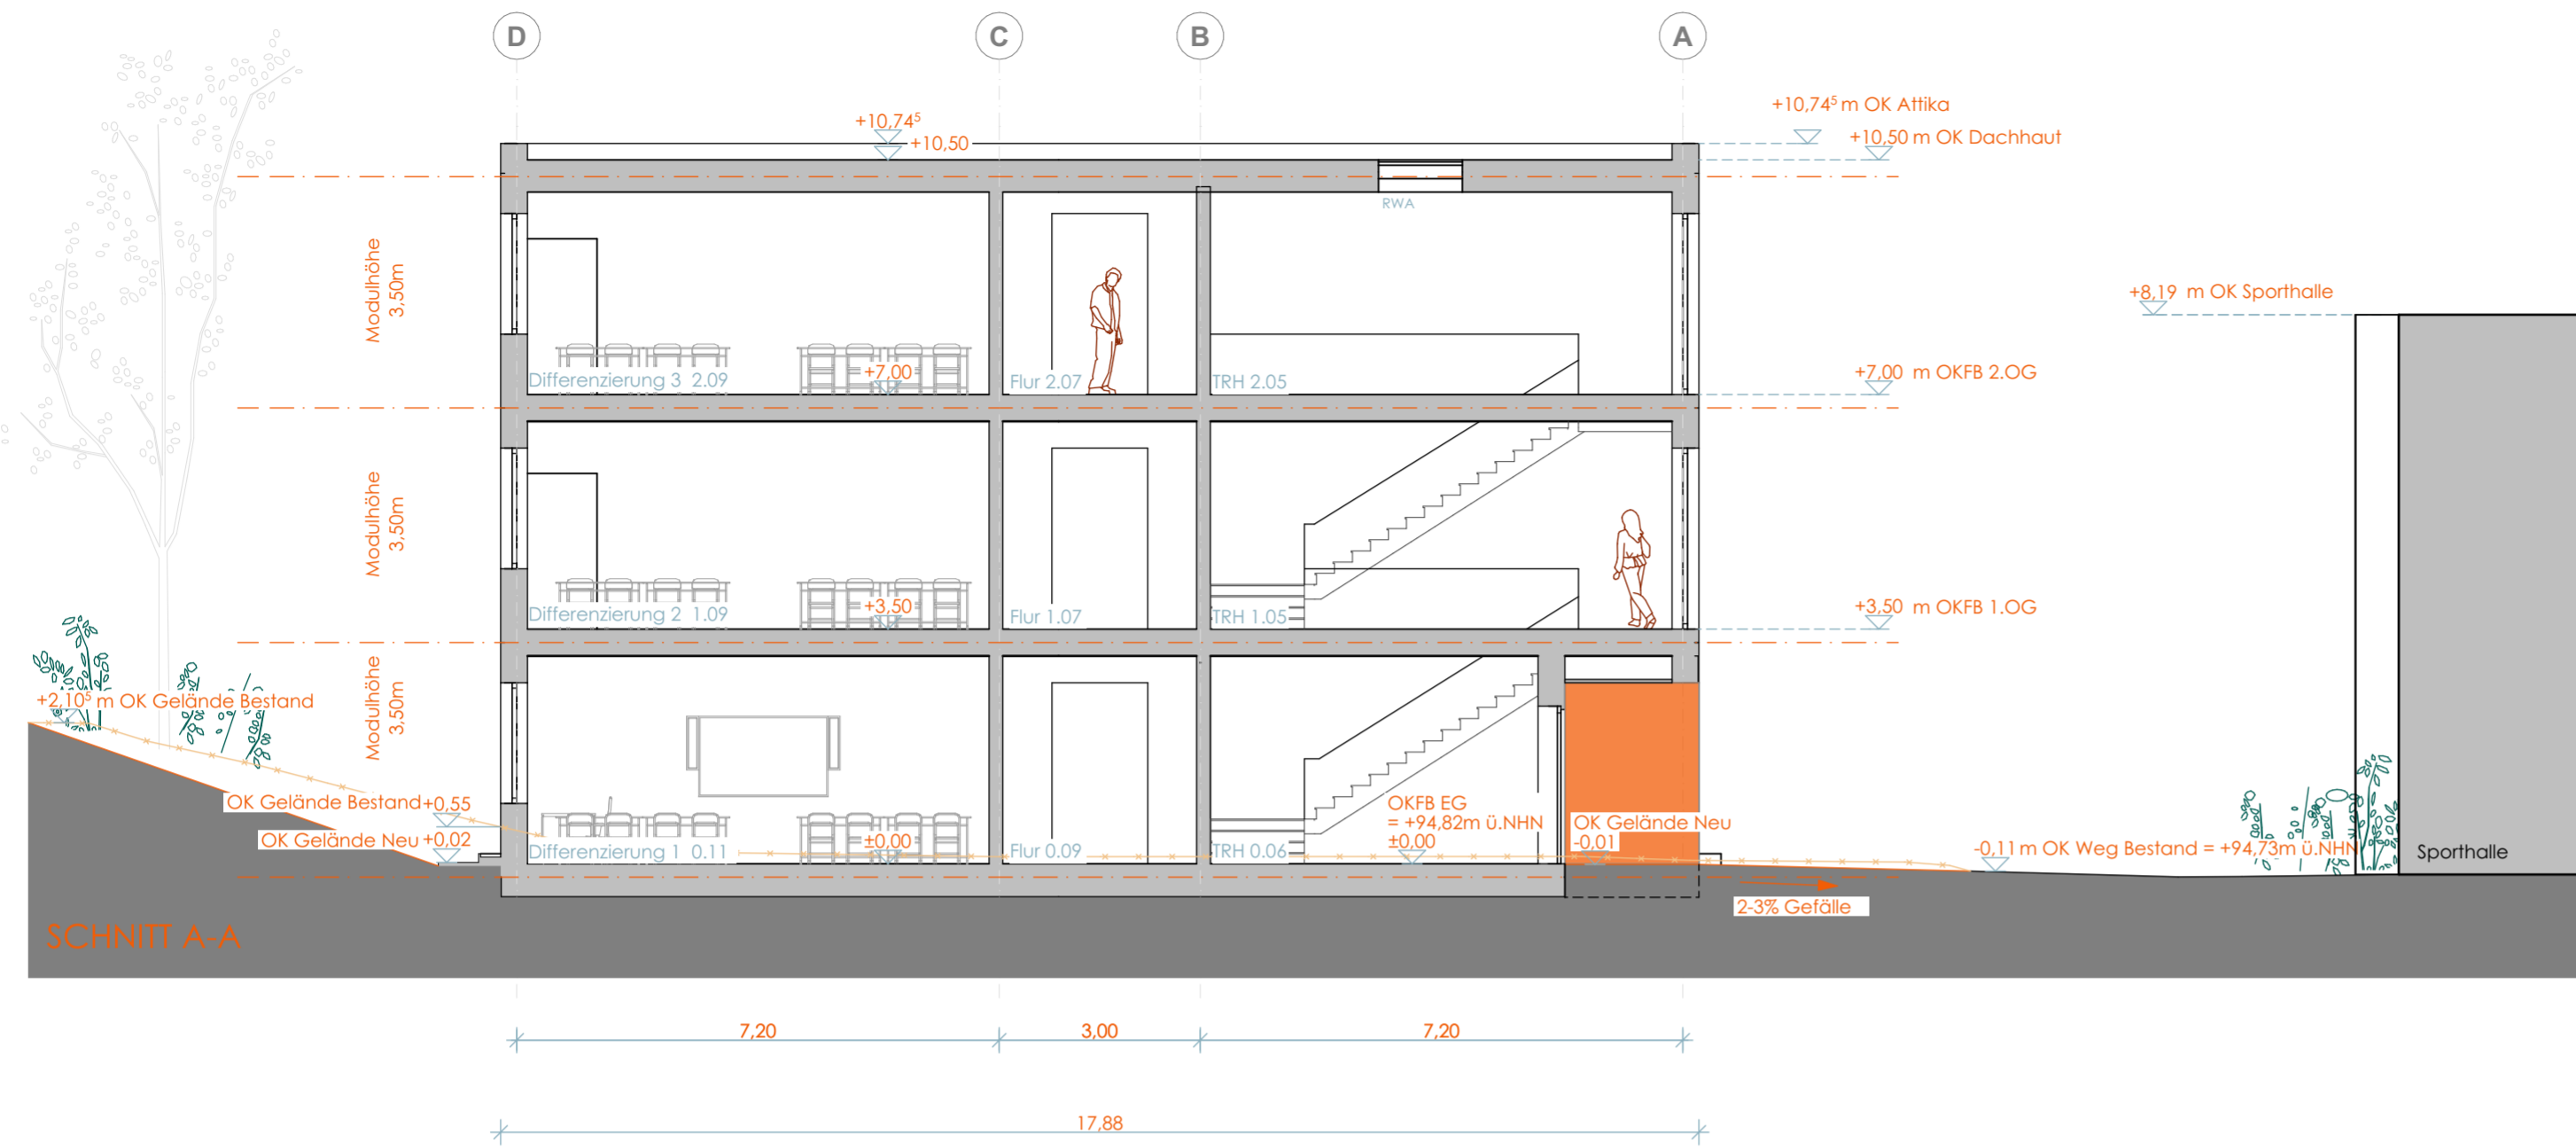 D
C
B
A
+10,74⁵ m OK Attika
+10,74⁵
+10,50 m OK Dachhaut
+10,50
RWA
Modulhöhe
3,50m
+8,19 m OK Sporthalle
Differenzierung 3 2.09
+7,00
Flur 2.07
TRH 2.05
+7,00 m OKFB 2.OG
Modulhöhe
3,50m
Differenzierung 2 1.09
+3,50
Flur 1.07
TRH 1.05
+3,50 m OKFB 1.OG
Modulhöhe
3,50m
+2,10⁵ m OK Gelände Bestand
OK Gelände Bestand+0,55
OK Gelände Neu +0,02
OKFB EG
= +94,82m ü.NHN
±0,00
OK Gelände Neu
-0,01
Differenzierung 1 0.11
±0,00
Flur 0.09
TRH 0.06
-0,11 m OK Weg Bestand = +94,73m ü.NHN
Sporthalle
2-3% Gefälle
SCHNITT A-A
7,20
3,00
7,20
17,88